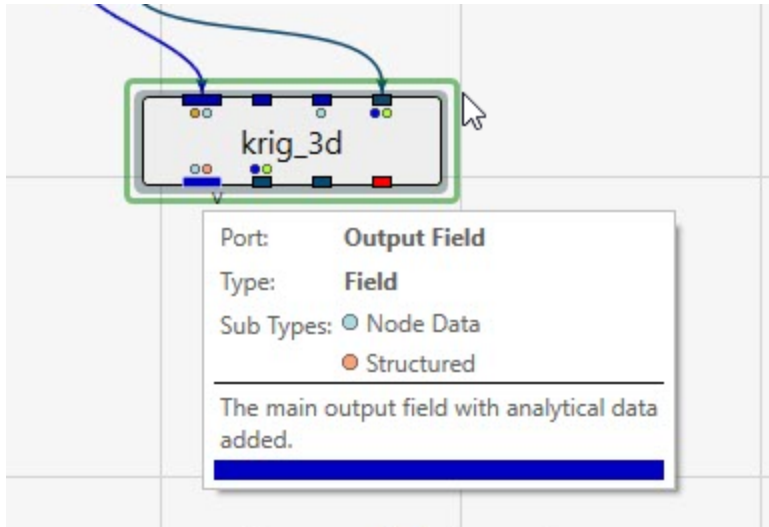 krig_3d
Port: Output Field
Type: Field
Sub Types: Node Data
Structured
The main output field with analytical data
added.